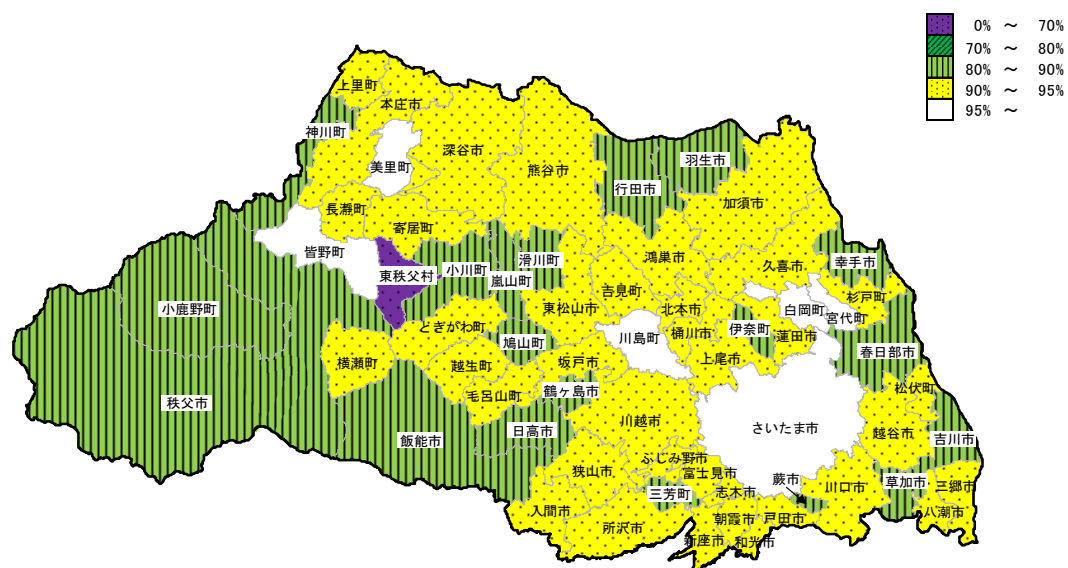 0% ～ 70%
70% ～ 80%
80% ～ 90%
90% ～ 95%
95% ～
上里町
本庄市
神川町
美里町
深谷市
熊谷市
行田市
羽生市
加須市
長瀞町
寄居町
皆野町
東秩父村
小川町
嵐山町
滑川町
鴻巣市
久喜市
幸手市
小鹿野町
吉見町
東松山市
北本市
白岡町
宮代町
杉戸町
ときがわ町
鳩山町
川島町
桶川市
伊奈町
蓮田市
横瀬町
越生町
坂戸市
上尾市
春日部市
毛呂山町
鶴ヶ島市
松伏町
秩父市
飯能市
日高市
川越市
さいたま市
越谷市
吉川市
狭山市
ふじみ野市
富士見市
三芳町
志木市
蕨市
川口市
草加市
三郷市
入間市
所沢市
朝霞市
戸田市
八潮市
新座市
和光市